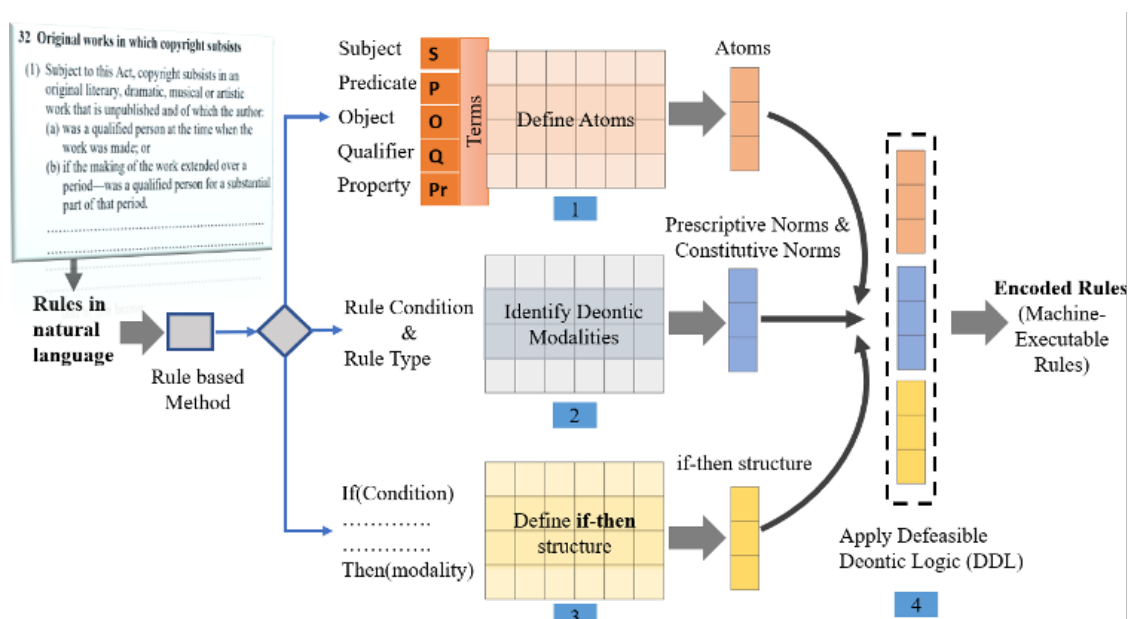 32 Original works in which copyright subsists
(1) Subject to this Act, copyright subsists in an
original literary, dramatic, musical or artistic
work that is unpublished and of which the author:
(a) was a qualified person at the time when the
work was made; or
(b) if the making of the work extended over a
period—was a qualified person for a substantial
part of that period.
Rules in
natural
language
Rule based
Method
Subject S
Predicate P
Object O
Qualifier Q
Property Pr
Terms
Define Atoms
1
Atoms
Rule Condition
&
Rule Type
Identify Deontic
Modalities
2
Prescriptive Norms &
Constitutive Norms
If(Condition)
.............
.............
Then(modality)
Define if-then
structure
3
if-then structure
Apply Defeasible
Deontic Logic (DDL)
4
Encoded Rules
(Machine-
Executable
Rules)